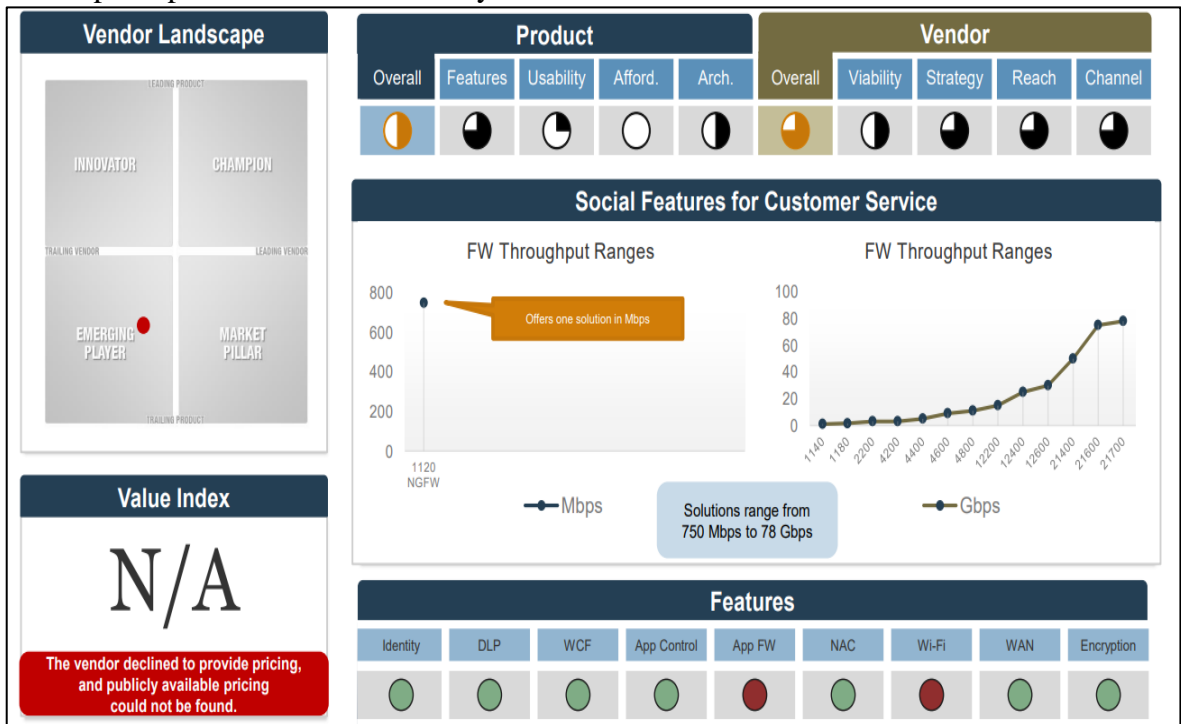 Vendor Landscape
LEADING PRODUCT
INNOVATOR
CHAMPION
TRAILING VENDOR
LEADING VENDOR
EMERGING
PLAYER
MARKET
PILLAR
TRAILING PRODUCT
Value Index
N/A
The vendor declined to provide pricing,
and publicly available pricing
could not be found.
Product
Vendor
Overall Features Usability Afford. Arch. Overall Viability Strategy Reach Channel
Social Features for Customer Service
FW Throughput Ranges
800
600
400
200
0
Offers one solution in Mbps
1120
NGFW
Mbps
FW Throughput Ranges
100
80
60
40
20
0
1140 1180 2200 4200 4400 4600 4800 12200 12400 12600 21400 21600 21700
Gbps
Solutions range from
750 Mbps to 78 Gbps
Features
Identity DLP WCF App Control App FW NAC Wi-Fi WAN Encryption